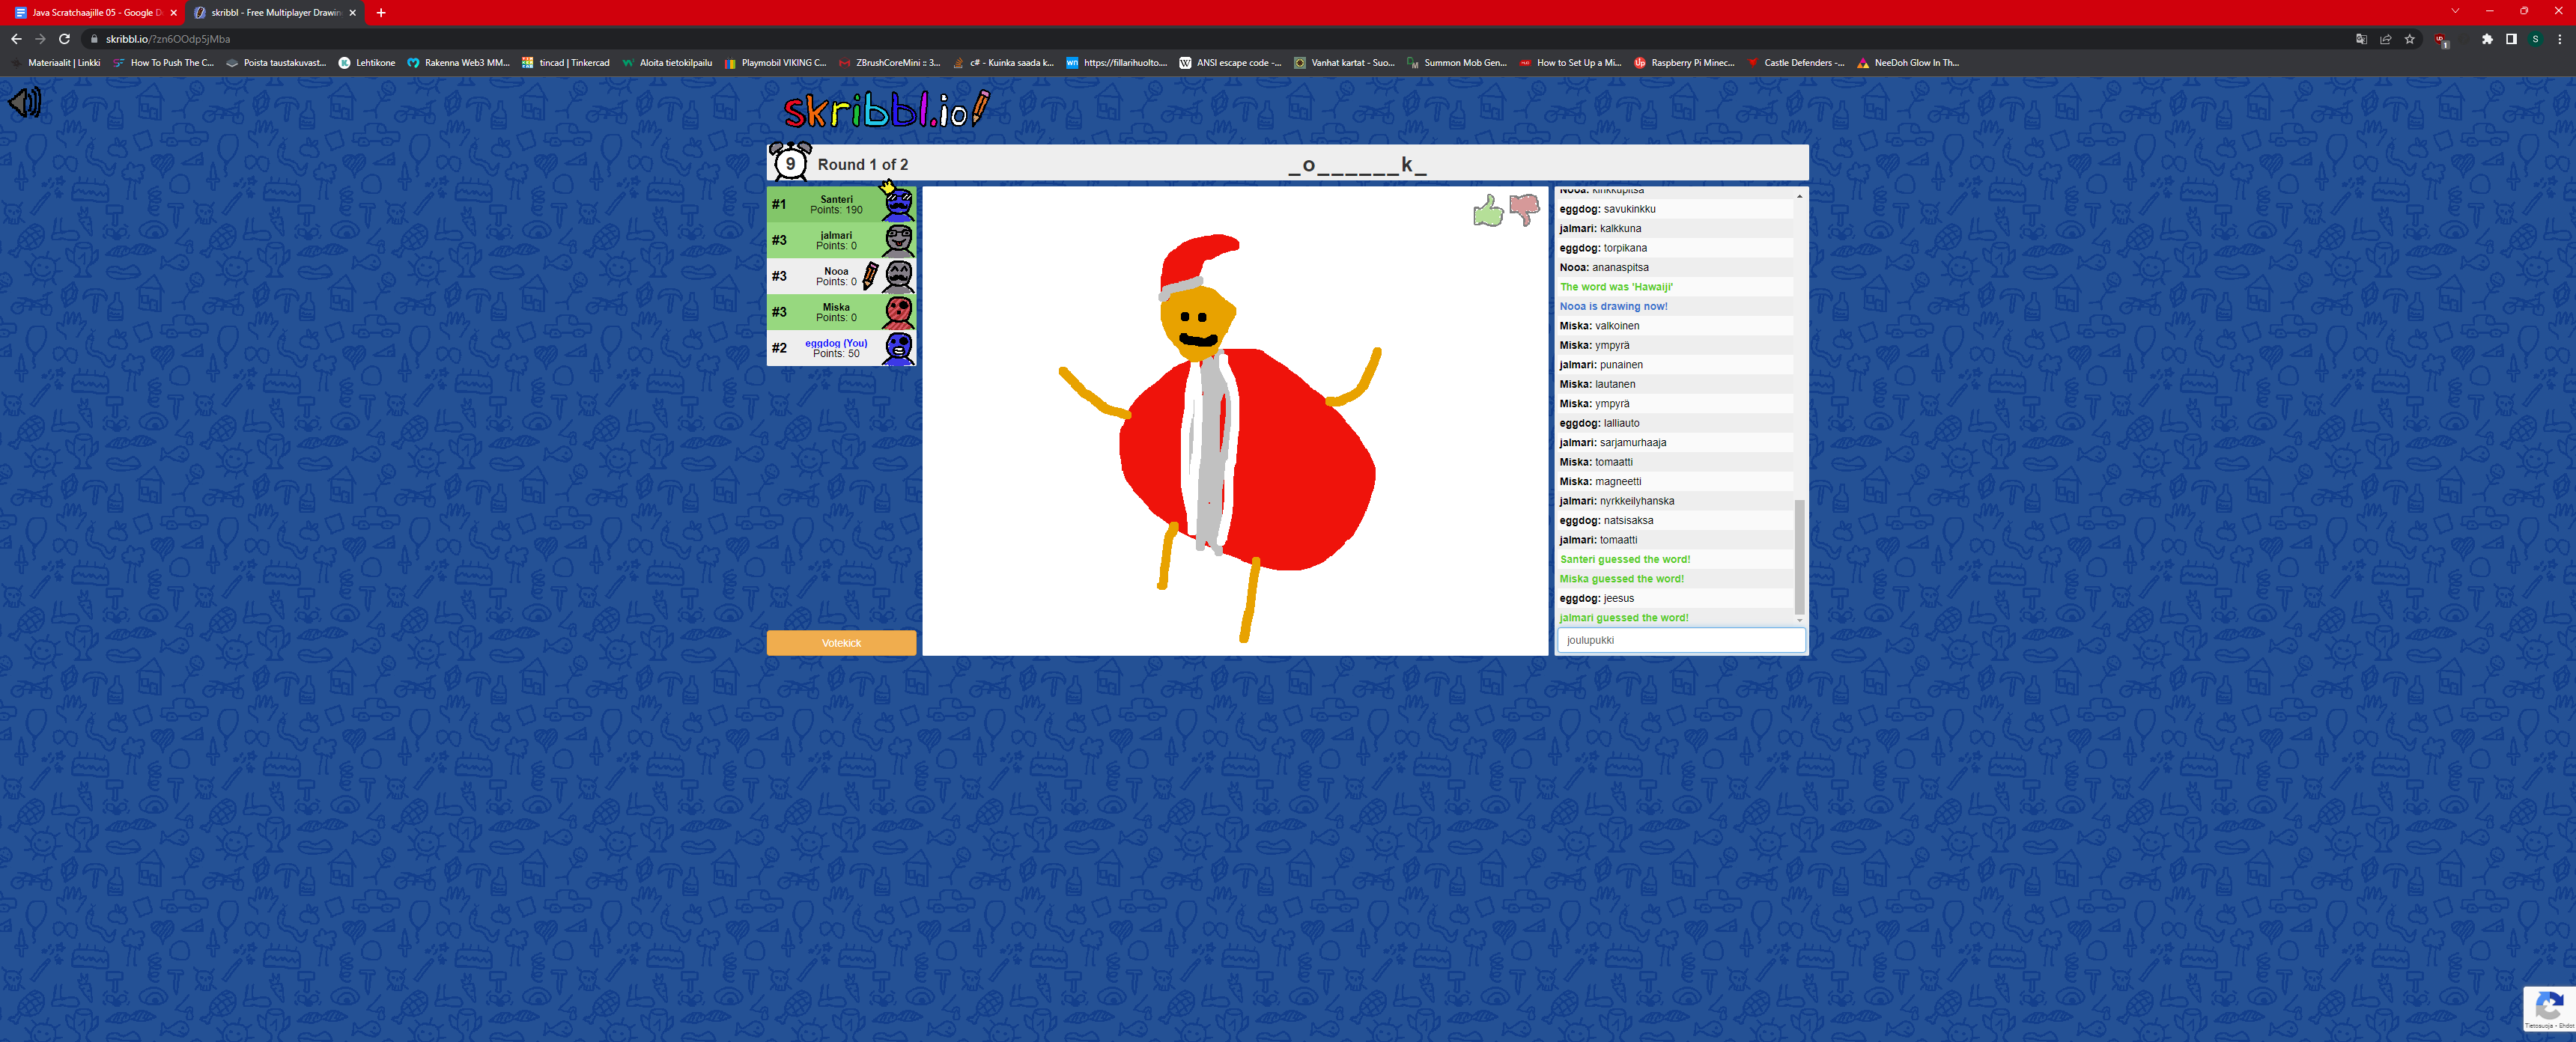 Java Scratchaajille 05 - Google D
skribbl - Free Multiplayer Drawin
skribbl.io/?zn6OOdp5jMba
Materiaalit | Linkki
How To Push The C...
Poista taustakuvast...
Lehtikone
Rakenna Web3 MM...
tincad | Tinkercad
Aloita tietokilpailu
Playmobil VIKING C...
ZBrushCoreMini :: 3...
c# - Kuinka saada k...
https://fillarihuolto....
ANSI escape code -...
Vanhat kartat - Suo...
Summon Mob Gen...
How to Set Up a Mi...
Raspberry Pi Minec...
Castle Defenders -...
NeeDoh Glow In Th...
skribbl.io
9
Round 1 of 2
_o______k_
#1
Santeri
Points: 190
#3
jalmari
Points: 0
#3
Nooa
Points: 0
#3
Miska
Points: 0
#2
eggdog (You)
Points: 50
Votekick
Nooa: kinkkupitsa
eggdog: savukinkku
jalmari: kalkkuna
eggdog: torpikana
Nooa: ananaspitsa
The word was 'Hawaiji'
Nooa is drawing now!
Miska: valkoinen
Miska: ympyrä
jalmari: punainen
Miska: lautanen
Miska: ympyrä
eggdog: lalliauto
jalmari: sarjamurhaaja
Miska: tomaatti
Miska: magneetti
jalmari: nyrkkeilyhanska
eggdog: natsisaksa
jalmari: tomaatti
Santeri guessed the word!
Miska guessed the word!
eggdog: jeesus
jalmari guessed the word!
joulupukki
Tietosuoja - Ehdot